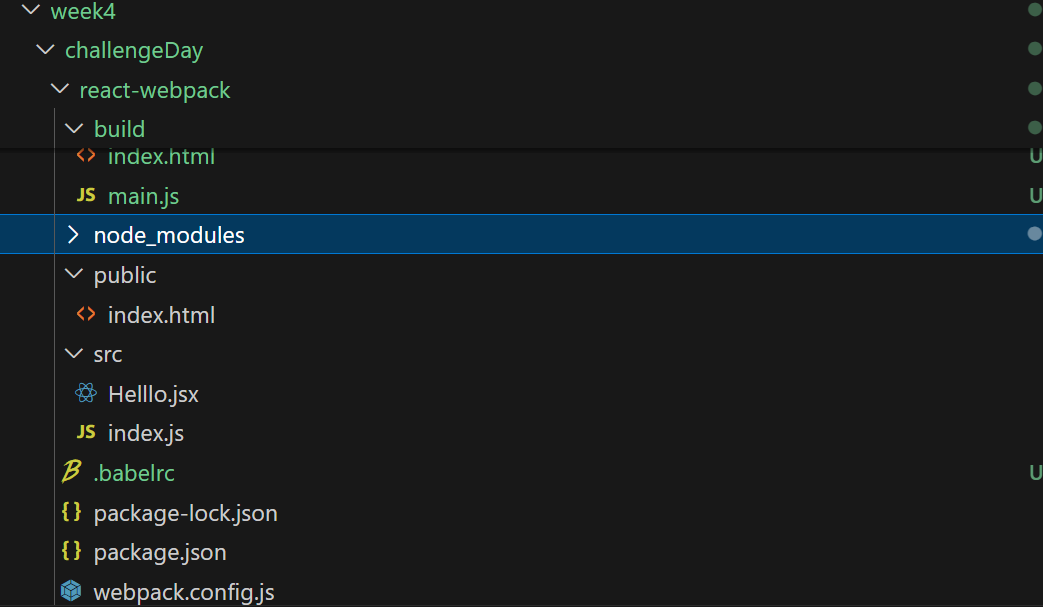 week4
challengeDay
react-webpack
build
<> index.html U
JS main.js U
node_modules
public
<> index.html
src
Helllo.jsx
JS index.js
B .babelrc U
{} package-lock.json
{} package.json
webpack.config.js